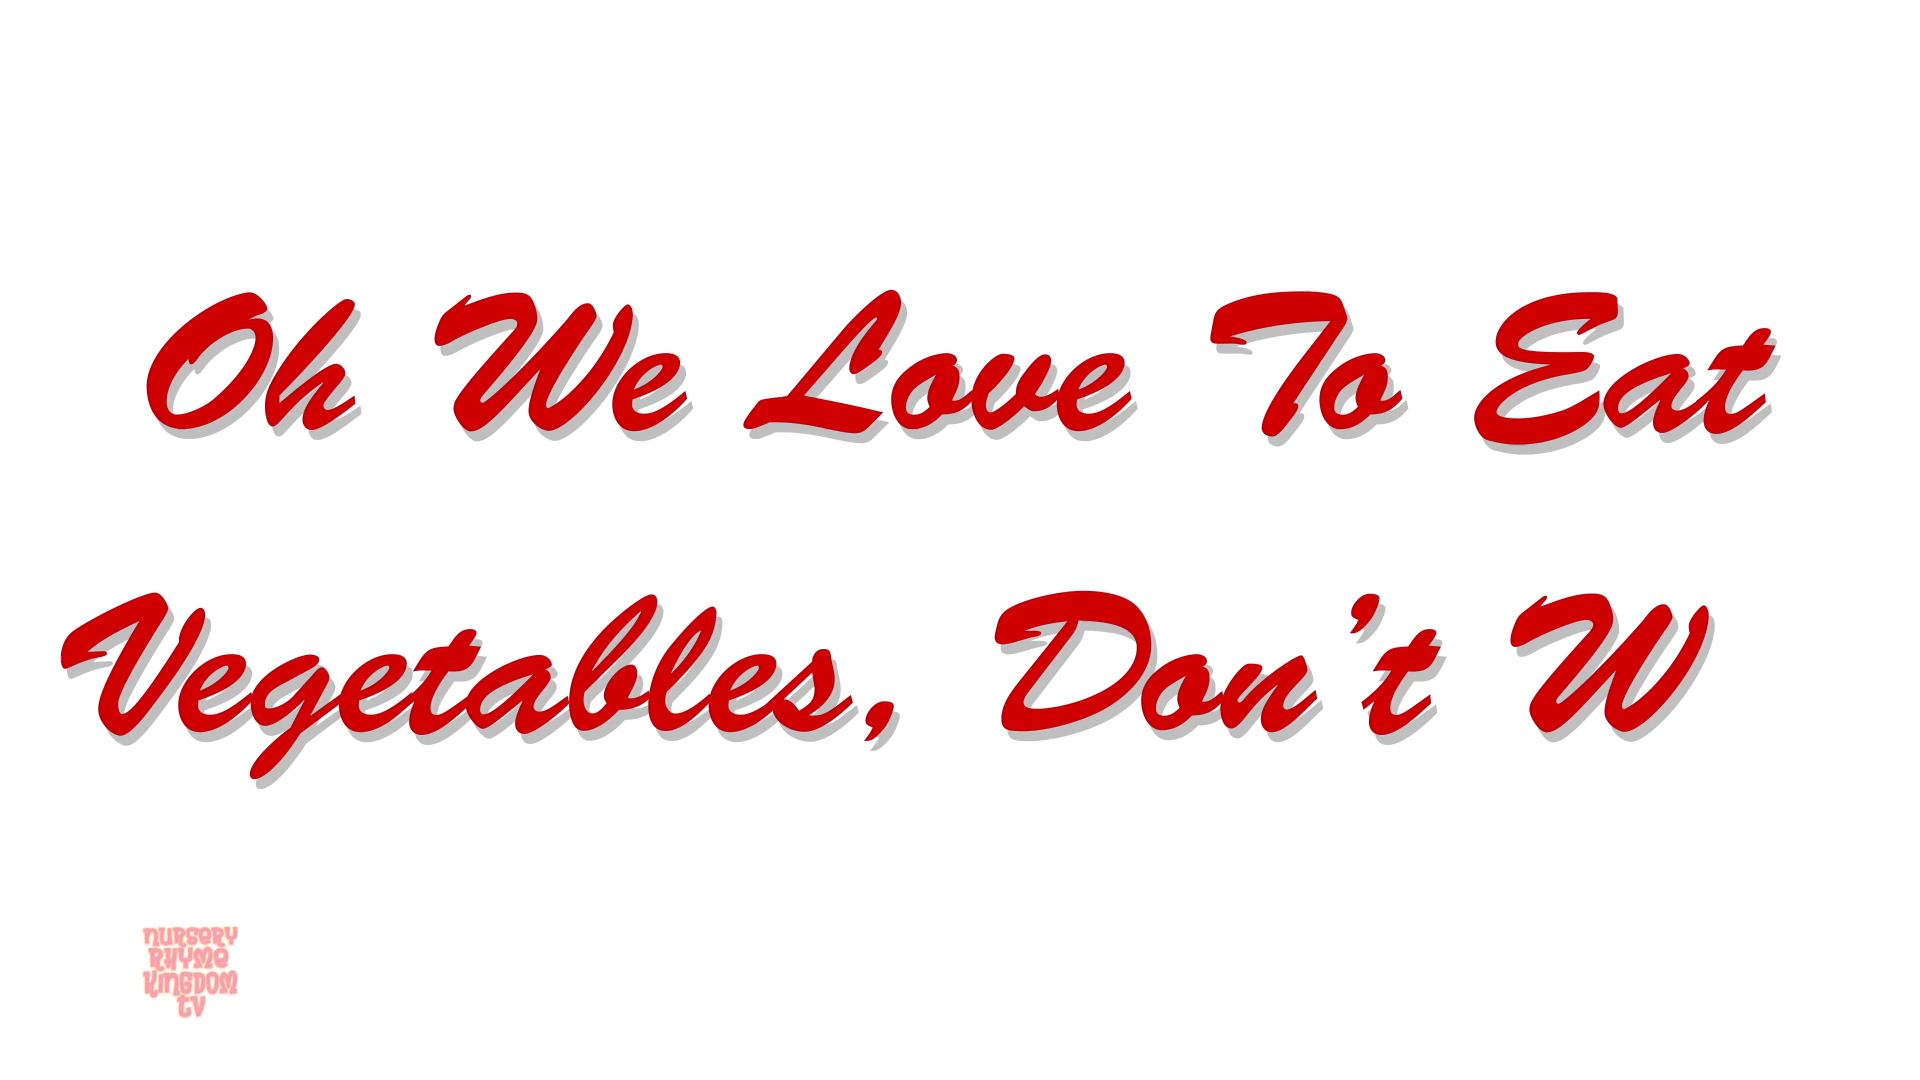 Oh We Love To Eat
Vegetables, Don't W
NURSERY
RHYME
KINGDOM
TV